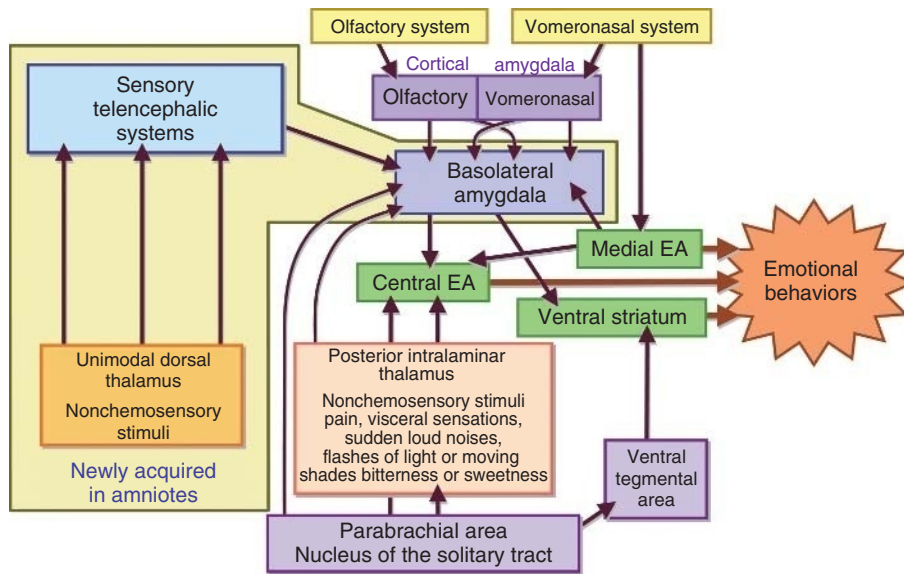 Olfactory system
Vomeronasal system
Cortical amygdala
Olfactory
Vomeronasal
Sensory
telencephalic
systems
Basolateral
amygdala
Medial EA
Emotional
behaviors
Central EA
Ventral striatum
Unimodal dorsal
thalamus
Nonchemosensory
stimuli
Posterior intralaminar
thalamus
Nonchemosensory stimuli
pain, visceral sensations,
sudden loud noises,
flashes of light or moving
shades bitterness or sweetness
Newly acquired
in amniotes
Ventral
tegmental
area
Parabrachial area
Nucleus of the solitary tract